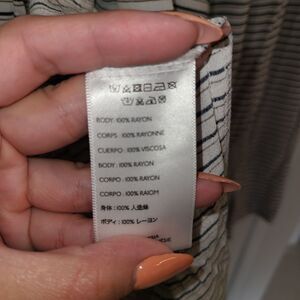 BODY: 100% RAYON
CORPS : 100% RAYONNE
CUERPO : 100% VISCOSA
BODY : 100% RAYON
CORPO : 100% RAYON
CORPO : 100% RAIOM
身体 : 100% 人造絲
ボディ : 100% レーヨン